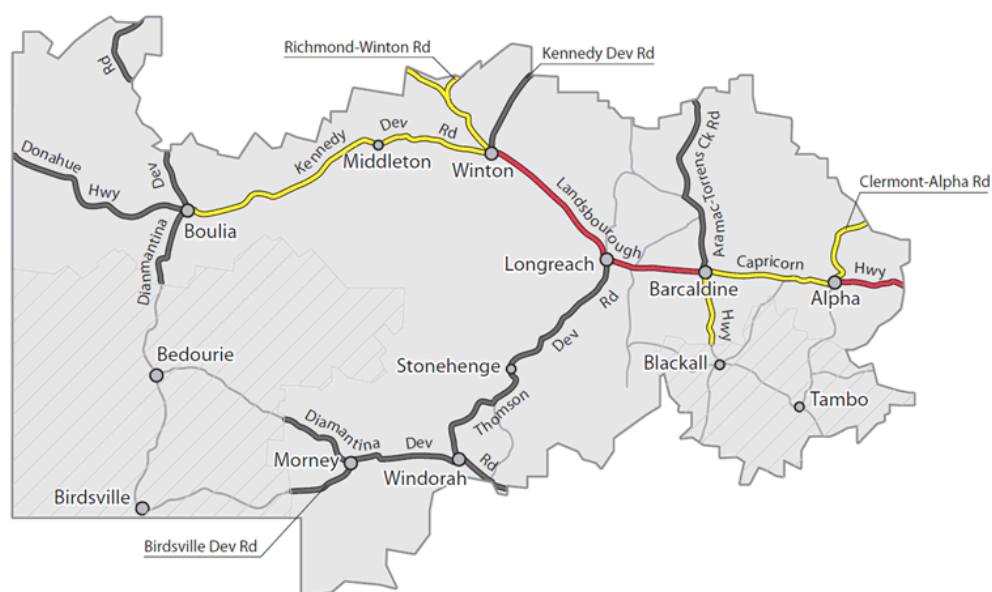 Richmond-Winton Rd
Kennedy Dev Rd
Rd
Donahue
Hwy
Dev
Kennedy
Dev
Rd
Middleton
Winton
Aramac-Torrens Ck Rd
Clermont-Alpha Rd
Boulia
Dianmantina
Landsbourough
Longreach
Barcaldine
Capricorn
Hwy
Alpha
Rd
Dev
Hwy
Bedourie
Stonehenge
Blackall
Tambo
Thomson
Diamantina
Dev
Morney
Windorah
Rd
Birdsville
Birdsville Dev Rd